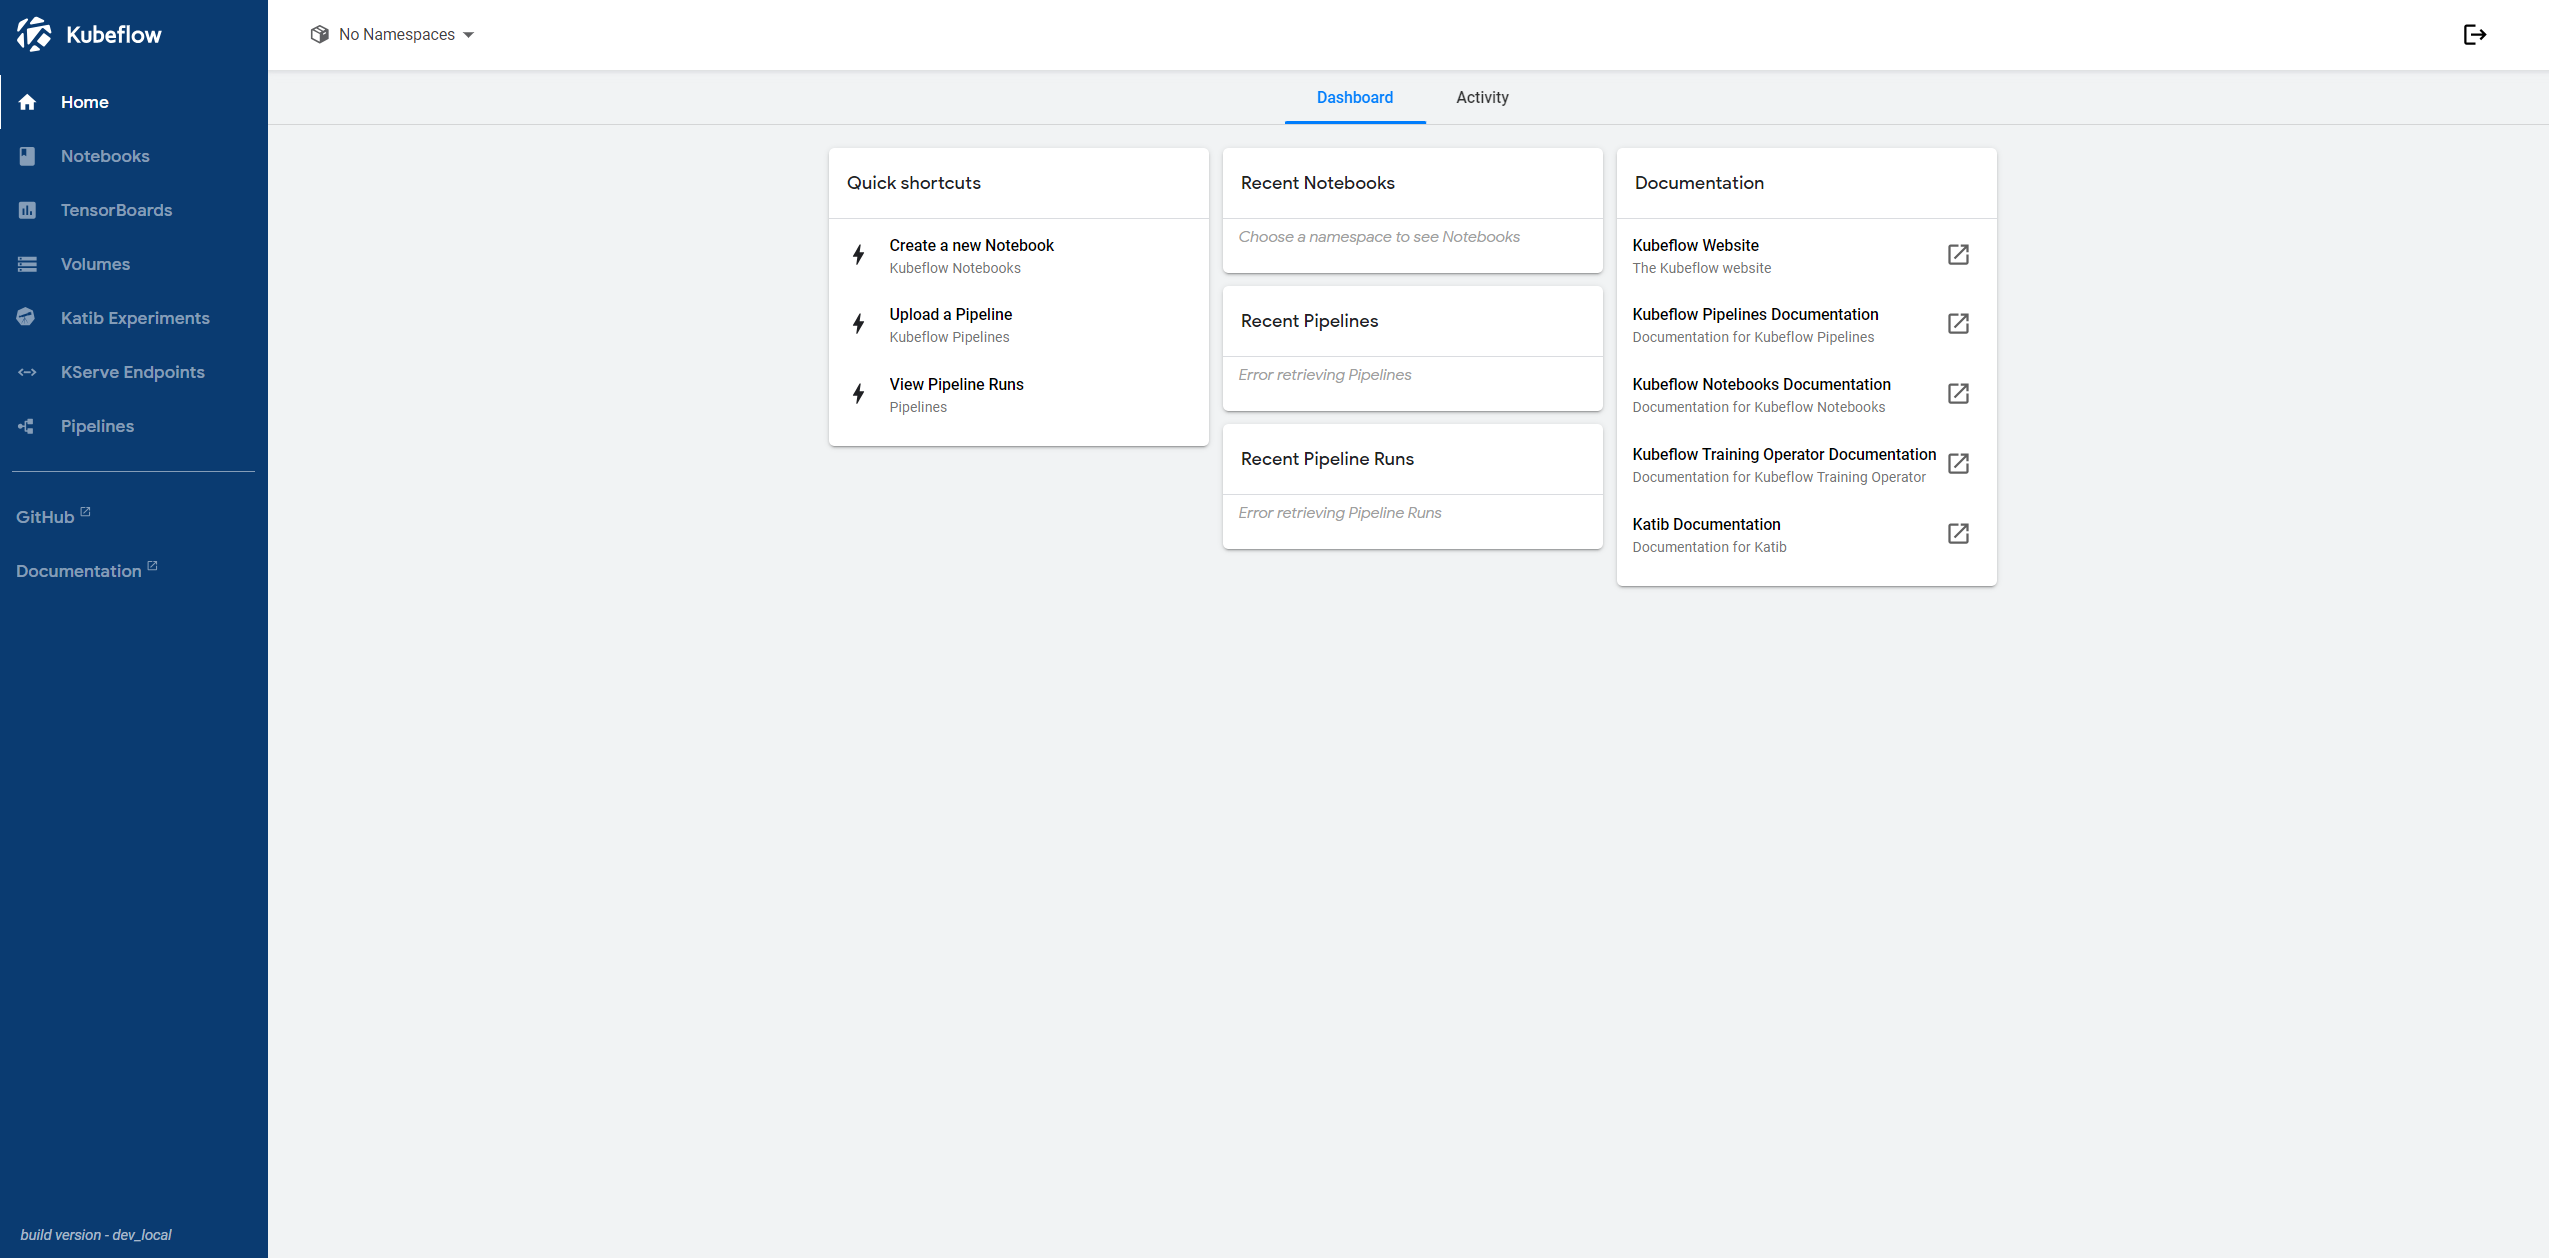 Kubeflow
Home
Notebooks
TensorBoards
Volumes
Katib Experiments
KServe Endpoints
Pipelines
GitHub
Documentation
build version - dev_local
No Namespaces
Dashboard
Activity
Quick shortcuts
Create a new Notebook
Kubeflow Notebooks
Upload a Pipeline
Kubeflow Pipelines
View Pipeline Runs
Pipelines
Recent Notebooks
Choose a namespace to see Notebooks
Recent Pipelines
Error retrieving Pipelines
Recent Pipeline Runs
Error retrieving Pipeline Runs
Documentation
Kubeflow Website
The Kubeflow website
Kubeflow Pipelines Documentation
Documentation for Kubeflow Pipelines
Kubeflow Notebooks Documentation
Documentation for Kubeflow Notebooks
Kubeflow Training Operator Documentation
Documentation for Kubeflow Training Operator
Katib Documentation
Documentation for Katib